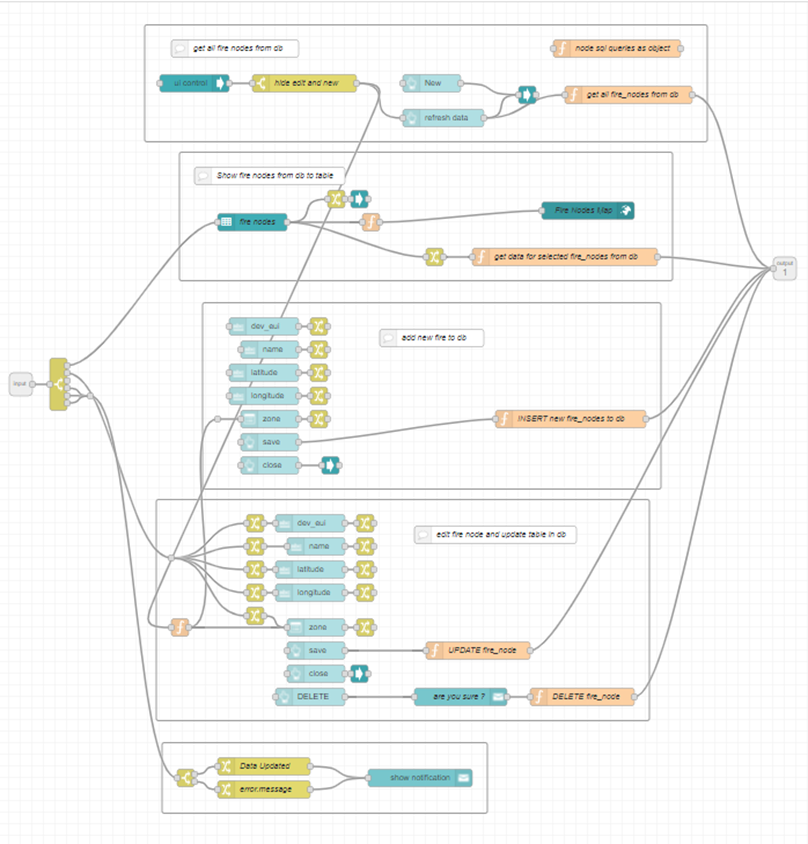 get all fire nodes from db
node sql queries as object
ui control
hide edit and new
New
get all fire_nodes from db
refresh data
Show fire nodes from db to table
fire nodes
Fire Nodes Map
get data for selected fire_nodes from db
output
1
dev_eui
add new fire to db
name
latitude
input
longitude
zone
INSERT new fire_nodes to db
save
close
dev_eui
edit fire node and update table in db
name
latitude
longitude
zone
save
UPDATE fire_node
close
DELETE
are you sure ?
DELETE fire_node
Data Updated
show notification
error.message